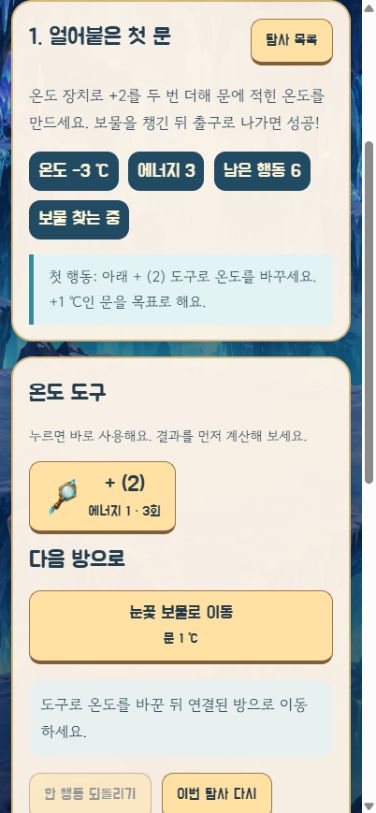 1. 얼어붙은 첫 문
탐사 목록
온도 장치로 +2를 두 번 더해 문에 적힌 온도를
만드세요. 보물을 챙긴 뒤 출구로 나가면 성공!
온도 -3 ℃
에너지 3
남은 행동 6
보물 찾는 중
첫 행동: 아래 + (2) 도구로 온도를 바꾸세요.
+1 ℃인 문을 목표로 해요.
온도 도구
누르면 바로 사용해요. 결과를 먼저 계산해 보세요.
+ (2)
에너지 1 · 3회
다음 방으로
눈꽃 보물로 이동
문 1 ℃
도구로 온도를 바꾼 뒤 연결된 방으로 이동
하세요.
한 행동 되돌리기
이번 탐사 다시